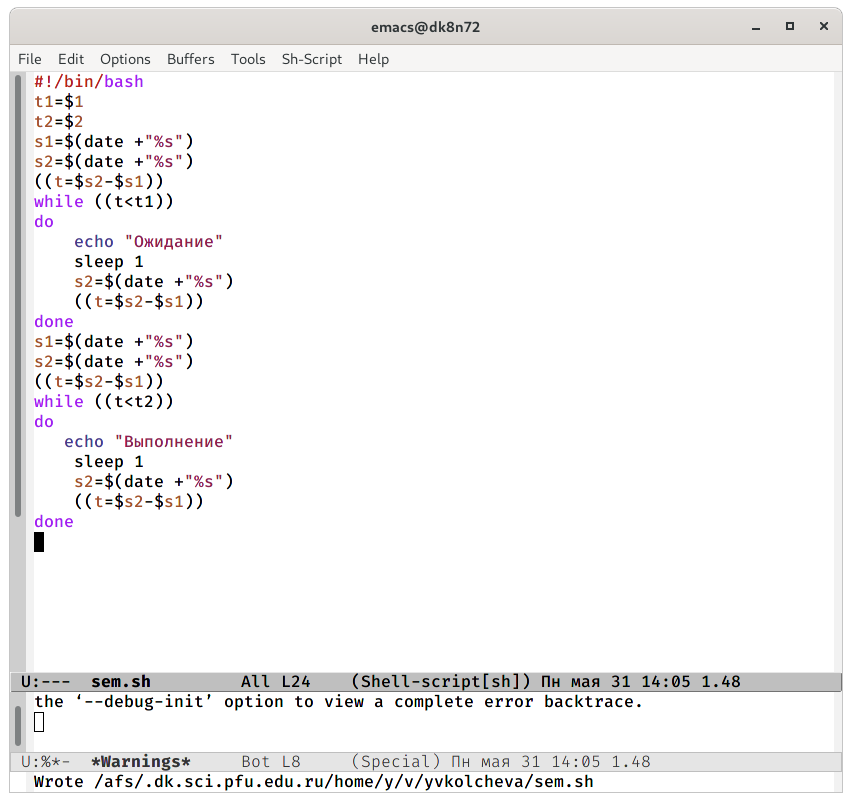 emacs@dk8n72
File Edit Options Buffers Tools Sh-Script Help
#!/bin/bash
t1=$1
t2=$2
s1=$(date +"%s")
s2=$(date +"%s")
((t=$s2-$s1))
while ((t<t1))
do
    echo "Ожидание"
    sleep 1
    s2=$(date +"%s")
    ((t=$s2-$s1))
done
s1=$(date +"%s")
s2=$(date +"%s")
((t=$s2-$s1))
while ((t<t2))
do
   echo "Выполнение"
    sleep 1
    s2=$(date +"%s")
    ((t=$s2-$s1))
done
U:---  sem.sh         All L24    (Shell-script[sh]) Пн мая 31 14:05 1.48
the ‘--debug-init’ option to view a complete error backtrace.
U:%*-  *Warnings*     Bot L8     (Special) Пн мая 31 14:05 1.48
Wrote /afs/.dk.sci.pfu.edu.ru/home/y/v/yvkolcheva/sem.sh